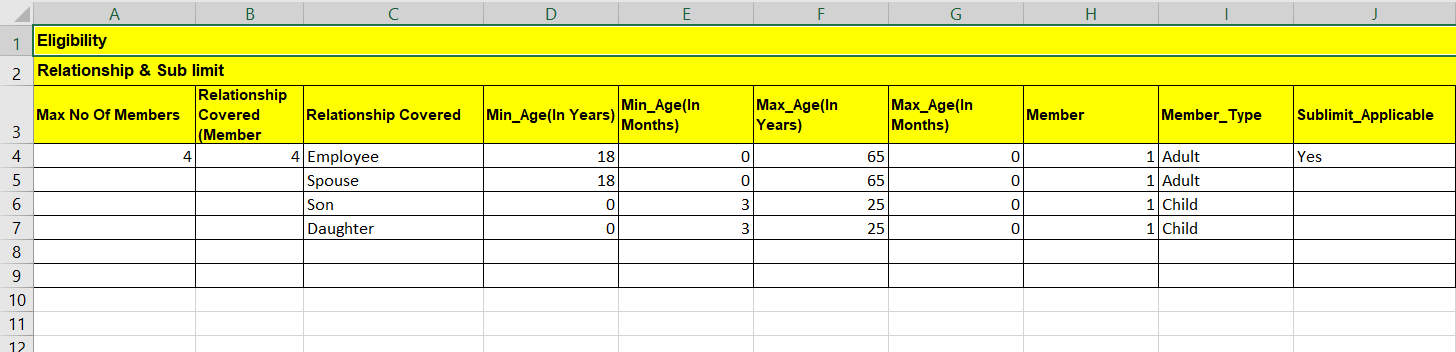 A B C D E F G H I J
1 Eligibility
2 Relationship & Sub limit
3 Max No Of Members Relationship Covered (Member Relationship Covered Min_Age(In Years) Min_Age(In Months) Max_Age(In Years) Max_Age(In Months) Member Member_Type Sublimit_Applicable
4 4 4 Employee 18 0 65 0 1 Adult Yes
5 Spouse 18 0 65 0 1 Adult
6 Son 0 3 25 0 1 Child
7 Daughter 0 3 25 0 1 Child
8
9
10
11
12